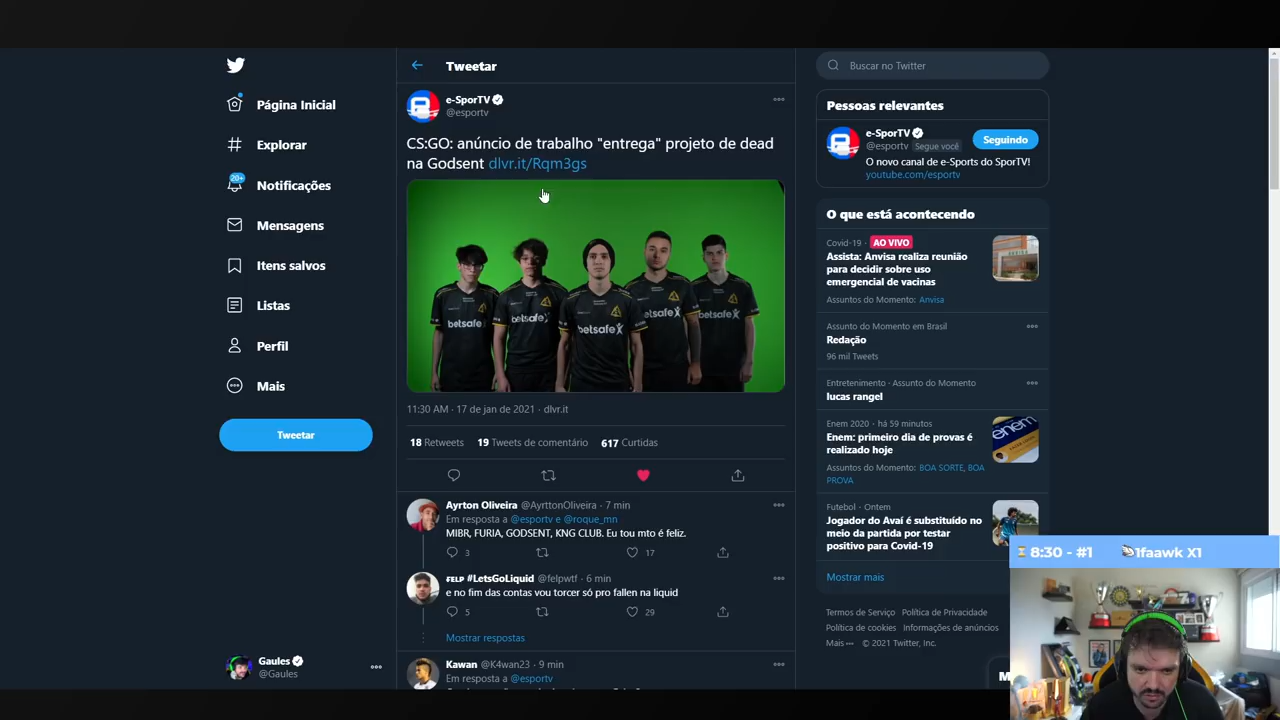 Tweetar
Página Inicial
Explorar
20+
Notificações
Mensagens
Itens salvos
Listas
Perfil
Mais
Tweetar
Gaules
@Gaules
e-SporTV
@esportv
CS:GO: anúncio de trabalho "entrega" projeto de dead
na Godsent dlvr.it/Rqm3gs
betsafe
betsafe
betsafe
betsafe
betsafe
11:30 AM · 17 de jan de 2021 · dlvr.it
18 Retweets 19 Tweets de comentário 617 Curtidas
Ayrton Oliveira @AyrttonOliveira · 7 min
Em resposta a @esportv e @roque_mn
MIBR, FURIA, GODSENT, KNG CLUB. Eu tou mto é feliz.
3 17
ꜰᴇʟᴘ #LetsGoLiquid @felpwtf · 6 min
e no fim das contas vou torcer só pro fallen na liquid
5 29
Mostrar respostas
Kawan @K4wan23 · 9 min
Em resposta a @esportv
Buscar no Twitter
Pessoas relevantes
e-SporTV
@esportv Segue você
Seguindo
O novo canal de e-Sports do SporTV!
youtube.com/esportv
O que está acontecendo
Covid-19 · AO VIVO
Assista: Anvisa realiza reunião
para decidir sobre uso
emergencial de vacinas
Assuntos do Momento: Anvisa
Assunto do Momento em Brasil
Redação
96 mil Tweets
Entretenimento · Assunto do Momento
lucas rangel
Enem 2020 · há 59 minutos
Enem: primeiro dia de provas é
realizado hoje
Assuntos do Momento: BOA SORTE, BOA
PROVA
enem
Futebol · Ontem
Jogador do Avaí é substituído no
meio da partida por testar
positivo para Covid-19
Mostrar mais
Termos de Serviço Política de Privacidade
Política de cookies Informações de anúncios
Mais ··· © 2021 Twitter, Inc.
M
8:30 - #1 1faawk X1